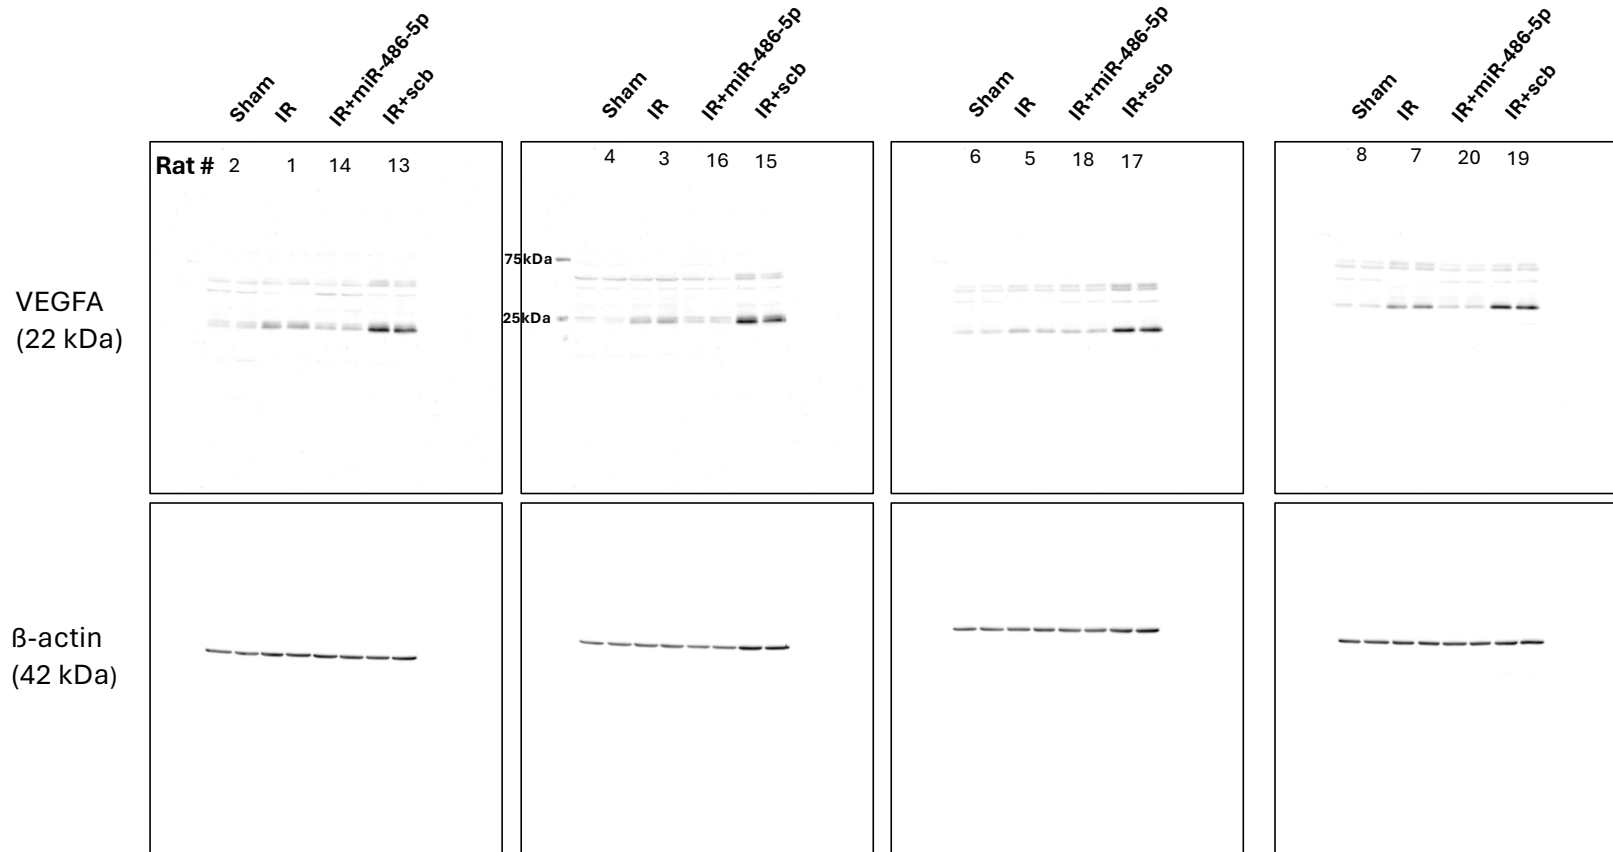 Sham IR IR+miR-486-5p IR+scb
Sham IR IR+miR-486-5p IR+scb
Sham IR IR+miR-486-5p IR+scb
Sham IR IR+miR-486-5p IR+scb
Rat # 2 1 14 13
4 3 16 15
6 5 18 17
8 7 20 19
75kDa
25kDa
VEGFA
(22 kDa)
ß-actin
(42 kDa)